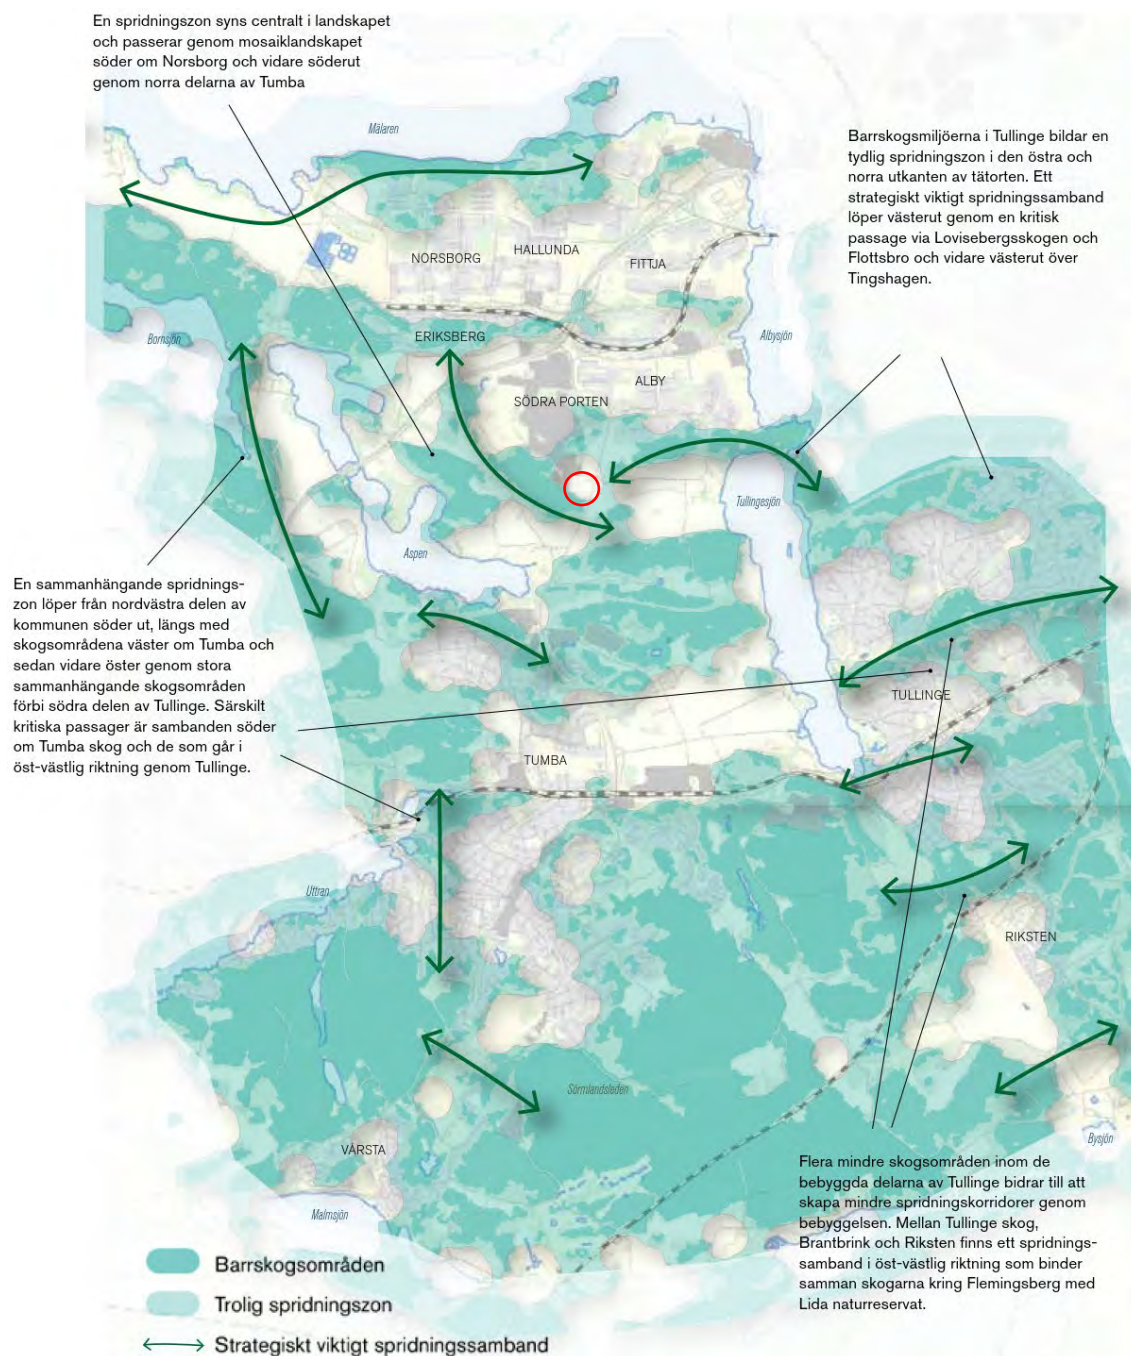 En spridningszon syns centralt i landskapet
och passerar genom mosaiklandskapet
söder om Norsborg och vidare söderut
genom norra delarna av Tumba
Mälaren
Barrskogsmiljöerna i Tullinge bildar en
tydlig spridningszon i den östra och
norra utkanten av tätorten. Ett
strategiskt viktigt spridningssamband
löper västerut genom en kritisk
passage via Lovisebergsskogen och
Flottsbro och vidare västerut över
Tingshagen.
NORSBORG
HALLUNDA
FITTJA
Bornsjön
ERIKSBERG
Albysjön
ALBY
SÖDRA PORTEN
Tullingesjön
Aspen
En sammanhängande spridnings-
zon löper från nordvästra delen av
kommunen söder ut, längs med
skogsområdena väster om Tumba och
sedan vidare öster genom stora
sammanhängande skogsområden
förbi södra delen av Tullinge. Särskilt
kritiska passager är sambanden söder
om Tumba skog och de som går i
öst-västlig riktning genom Tullinge.
TULLINGE
TUMBA
Uttran
RIKSTEN
Sörmlandsleden
VÅRSTA
Bysjön
Malmsjön
Flera mindre skogsområden inom de
bebyggda delarna av Tullinge bidrar till att
skapa mindre spridningskorridorer genom
bebyggelsen. Mellan Tullinge skog,
Brantbrink och Riksten finns ett spridnings-
samband i öst-västlig riktning som binder
samman skogarna kring Flemingsberg med
Lida naturreservat.
Barrskogsområden
Trolig spridningszon
Strategiskt viktigt spridningssamband